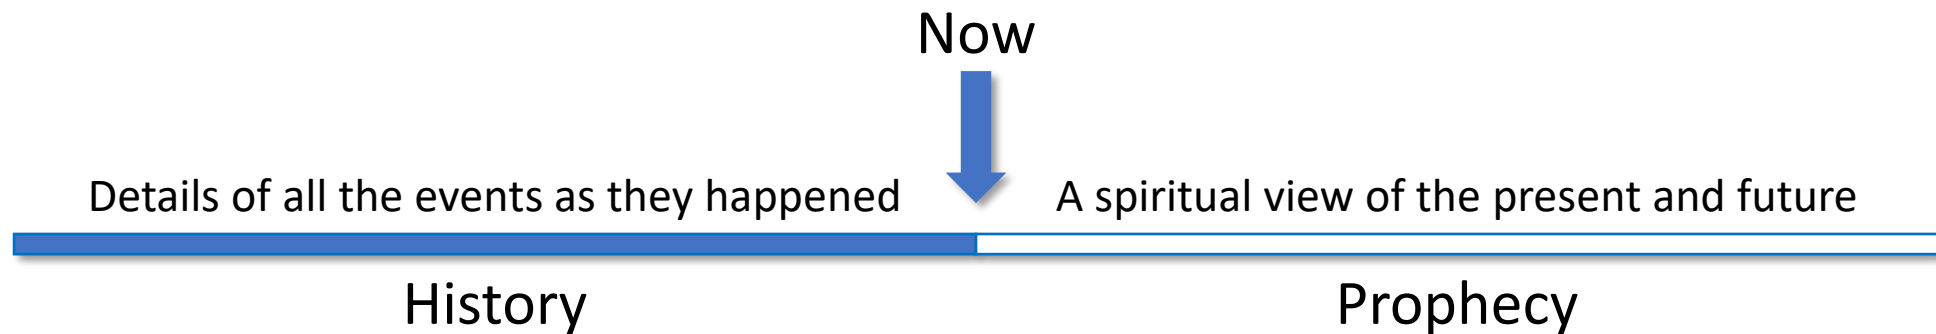 Now
Details of all the events as they happened
A spiritual view of the present and future
History
Prophecy